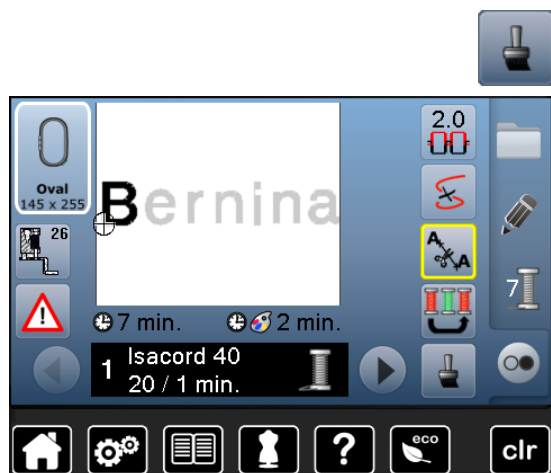 2.0
Oval
145 x 255
Bernina
26
A
A
7
7 min.
2 min.
1
Isacord 40
20 / 1 min.
?
eco
clr